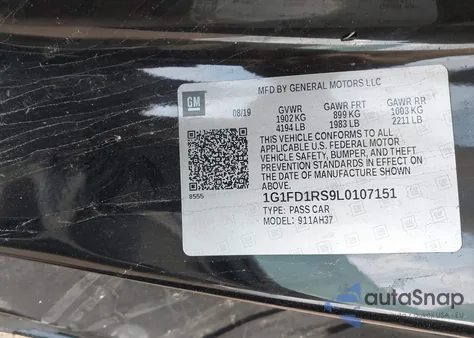 MFD BY GENERAL MOTORS LLC
GM
08/19 GVWR GAWR FRT GAWR RR
1902 KG 899 KG 1003 KG
4194 LB 1983 LB 2211 LB
THIS VEHICLE CONFORMS TO ALL
APPLICABLE U.S. FEDERAL MOTOR
VEHICLE SAFETY, BUMPER, AND THEFT
PREVENTION STANDARDS IN EFFECT ON
THE DATE OF MANUFACTURE SHOWN
ABOVE.
8555
1G1FD1RS9L0107151
TYPE: PASS CAR
MODEL: 911AH37
autoSnap